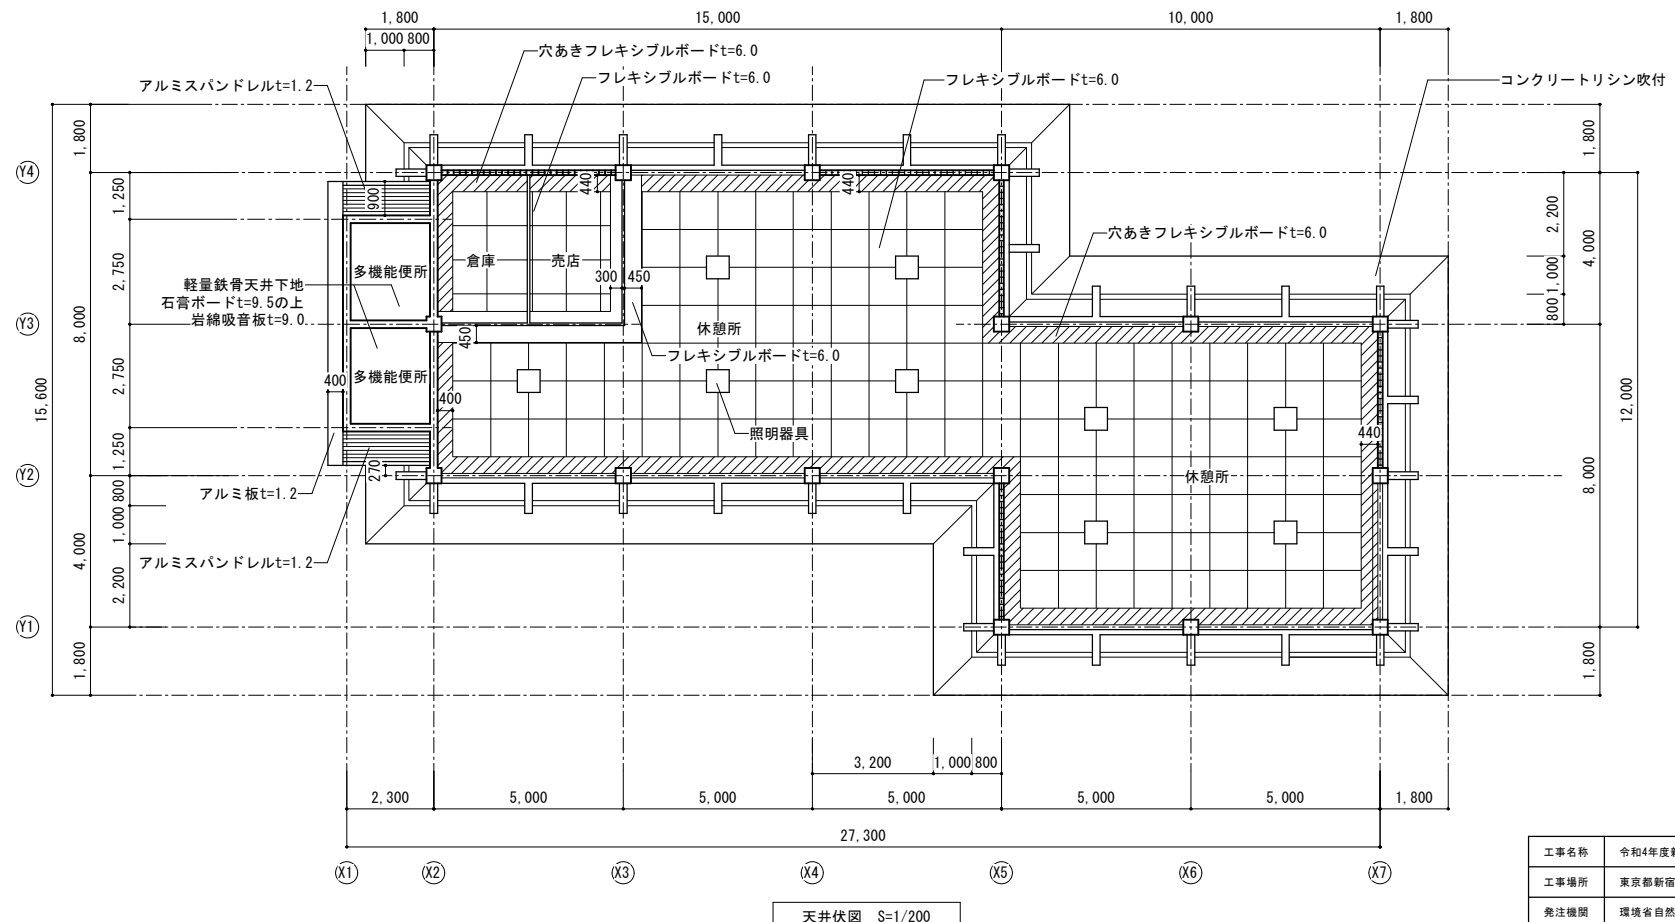 1,800
15,000
10,000
1,800
1,000 800
穴あきフレキシブルボードt=6.0
フレキシブルボードt=6.0
フレキシブルボードt=6.0
コンクリートリシン吹付
アルミスパンドレルt=1.2
1,800
1,800
Y4
1,250
900
440
440
2,200
4,000
穴あきフレキシブルボードt=6.0
2,750
多機能便所
倉庫
売店
300
450
1,000
800
軽量鉄骨天井下地
石膏ボードt=9.5の上
岩綿吸音板t=9.0
8,000
Y3
450
休憩所
フレキシブルボードt=6.0
15,600
2,750
400
多機能便所
400
照明器具
12,000
440
1,250
270
Y2
休憩所
8,000
アルミ板t=1.2
800
1,000
4,000
アルミスパンドレルt=1.2
2,200
Y1
1,800
1,800
3,200
1,000
800
2,300
5,000
5,000
5,000
5,000
5,000
1,800
27,300
X1
X2
X3
X4
X5
X6
X7
天井伏図 S=1/200
工事名称 令和4年度
工事場所 東京都新宿
発注機関 環境省自然